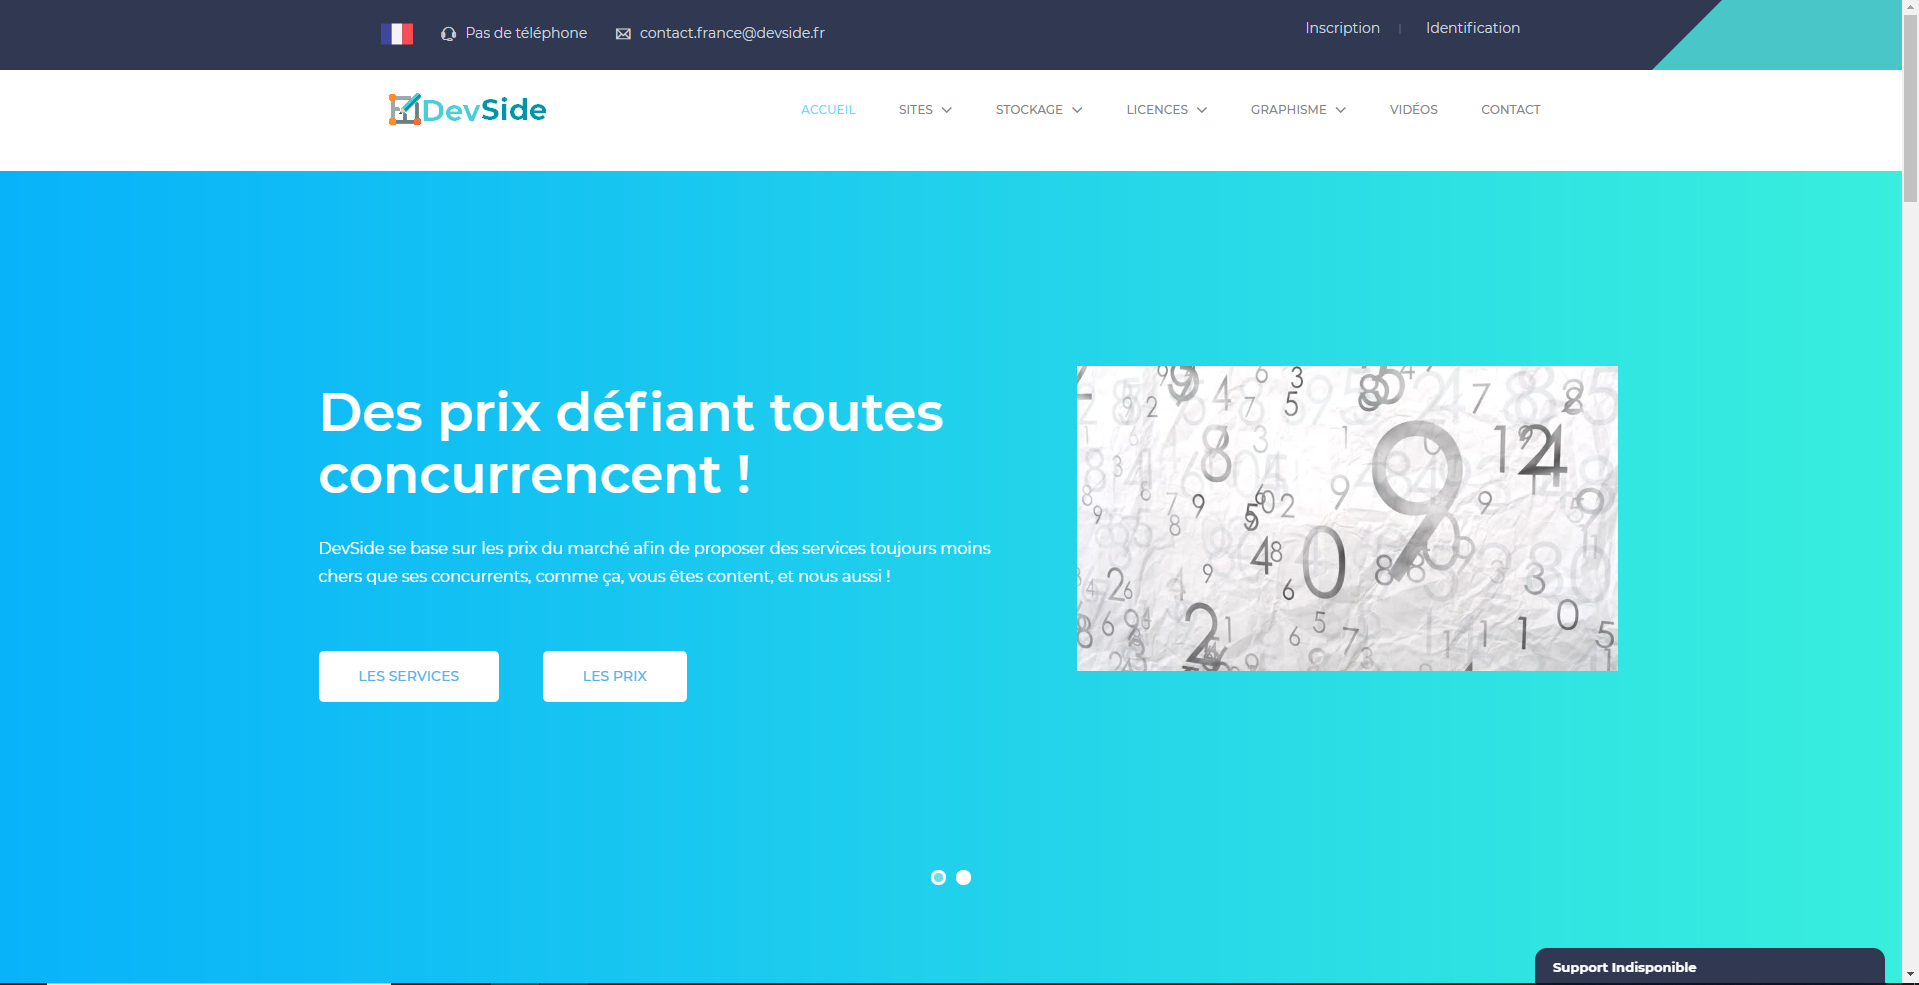 Pas de téléphone
contact.france@devside.fr
Inscription | Identification
DevSide
ACCUEIL
SITES
STOCKAGE
LICENCES
GRAPHISME
VIDÉOS
CONTACT
Des prix défiant toutes
concurrencent !
DevSide se base sur les prix du marché afin de proposer des services toujours moins
chers que ses concurrents, comme ça, vous êtes content, et nous aussi !
LES SERVICES
LES PRIX
Support Indisponible